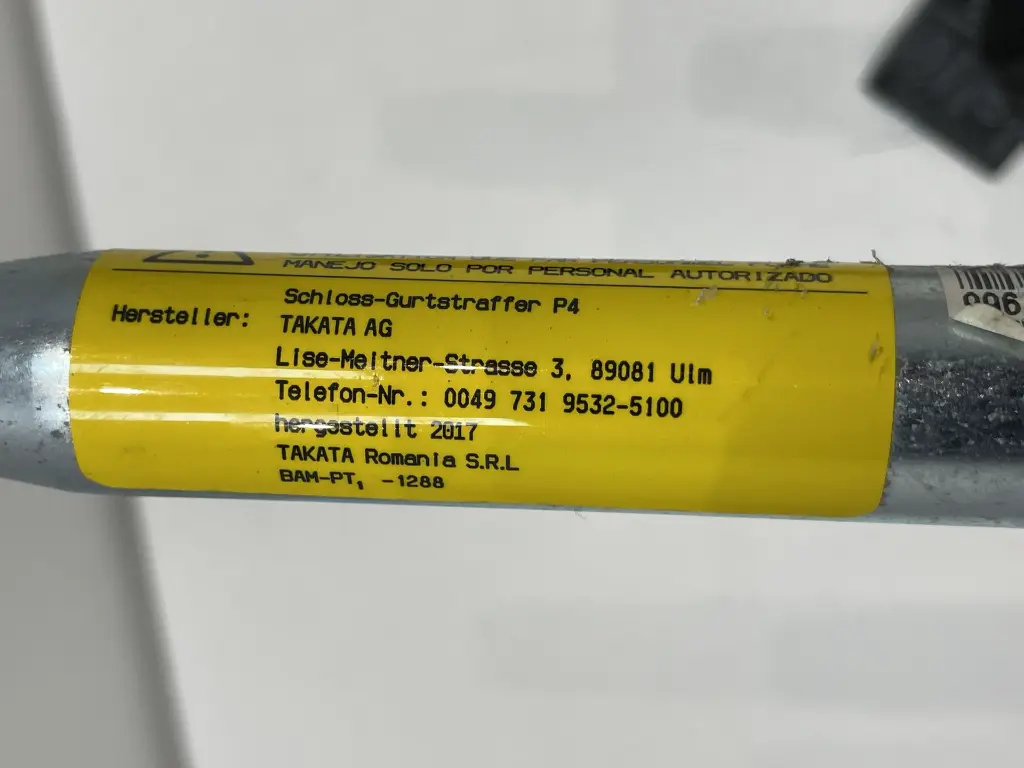 MANEJO SOLO POR PERSONAL AUTORIZADO
Schloss-Gurtstraffer P4
Hersteller: TAKATA AG
Lise-Meitner-Strasse 3, 89081 Ulm
Telefon-Nr.: 0049 731 9532-5100
hergestellt 2017
TAKATA Romania S.R.L
BAM-PT, -1288